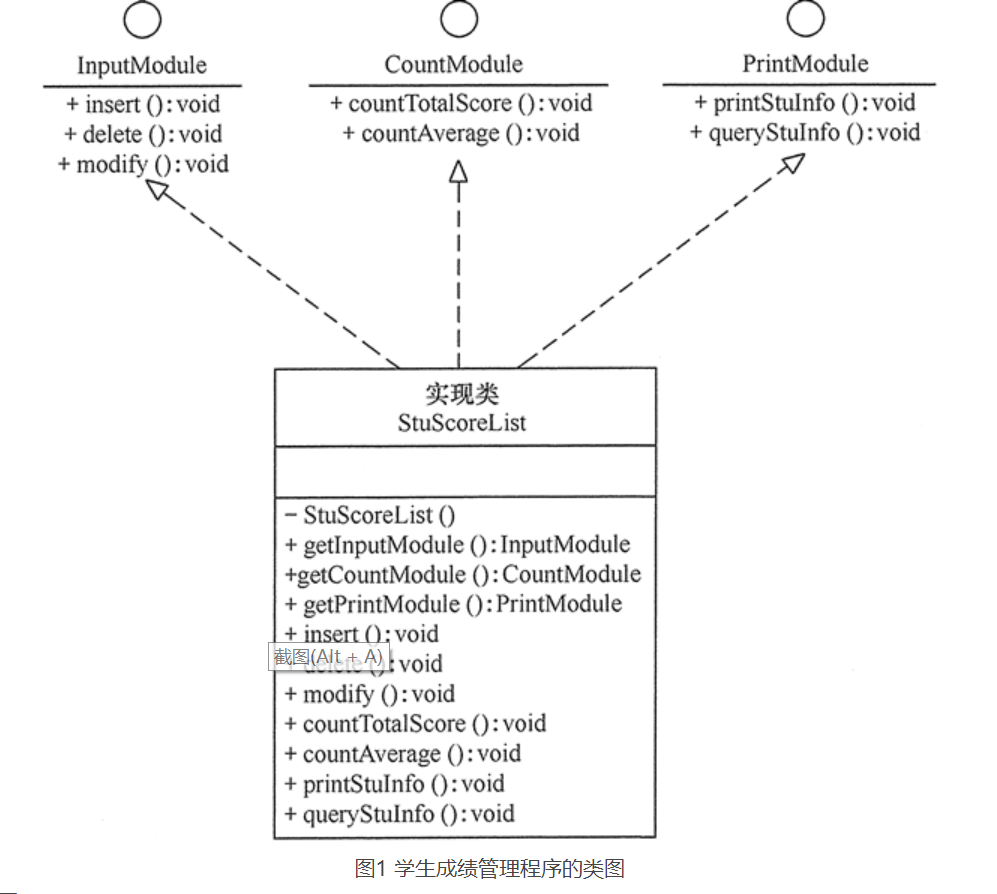 InputModule
+ insert ():void
+ delete ():void
+ modify ():void
CountModule
+ countTotalScore ():void
+ countAverage ():void
PrintModule
+ printStuInfo ():void
+ queryStuInfo ():void
实现类
StuScoreList
− StuScoreList ()
+ getInputModule ():InputModule
+getCountModule ():CountModule
+ getPrintModule ():PrintModule
+ insert ():void
截图(Alt + A)
+ delete ():void
+ modify ():void
+ countTotalScore ():void
+ countAverage ():void
+ printStuInfo ():void
+ queryStuInfo ():void
图1 学生成绩管理程序的类图